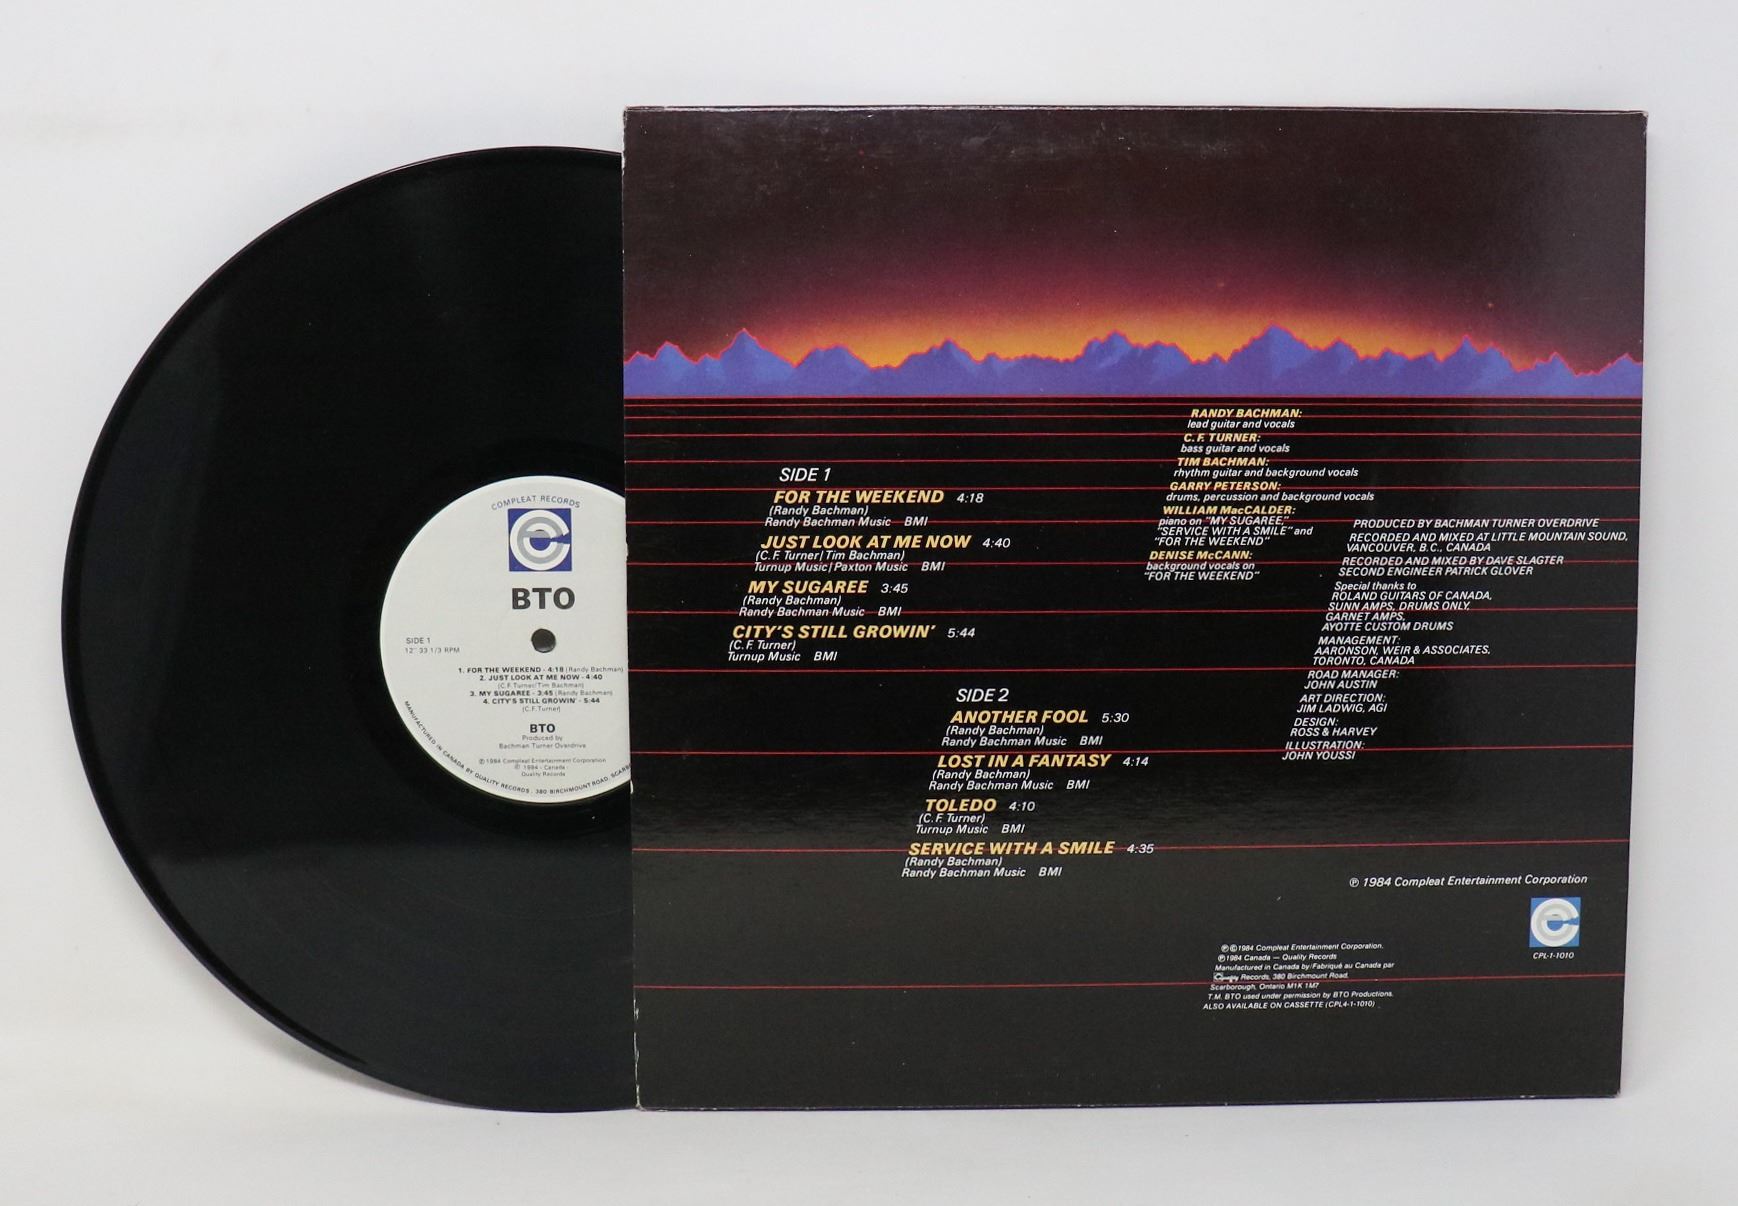 COMPLEAT RECORDS
BTO
SIDE 1
12" 33 1/3 RPM
1. FOR THE WEEKEND - 4:18 (Randy Bachman)
2. JUST LOOK AT ME NOW - 4:40
(C.F. Turner/Tim Bachman)
3. MY SUGAREE - 3:45 (Randy Bachman)
4. CITY'S STILL GROWIN' - 5:44
(C.F. Turner)
BTO
Produced by
Bachman Turner Overdrive
℗ 1984 Compleat Entertainment Corporation
℗ 1984 - Canada
Quality Records
MANUFACTURED IN CANADA BY QUALITY RECORDS, 380 BIRCHMOUNT ROAD,
SIDE 1
FOR THE WEEKEND 4:18
(Randy Bachman)
Randy Bachman Music BMI
JUST LOOK AT ME NOW 4:40
(C.F. Turner/Tim Bachman)
Turnup Music/Paxton Music BMI
MY SUGAREE 3:45
(Randy Bachman)
Randy Bachman Music BMI
CITY'S STILL GROWIN' 5:44
(C.F. Turner)
Turnup Music BMI
SIDE 2
ANOTHER FOOL 5:30
(Randy Bachman)
Randy Bachman Music BMI
LOST IN A FANTASY 4:14
(Randy Bachman)
Randy Bachman Music BMI
TOLEDO 4:10
(C.F. Turner)
Turnup Music BMI
SERVICE WITH A SMILE 4:35
(Randy Bachman)
Randy Bachman Music BMI
RANDY BACHMAN:
lead guitar and vocals
C.F. TURNER:
bass guitar and vocals
TIM BACHMAN:
rhythm guitar and background vocals
GARRY PETERSON:
drums, percussion and background vocals
WILLIAM MacCALDER:
piano on "MY SUGAREE,"
"SERVICE WITH A SMILE" and
"FOR THE WEEKEND"
DENISE McCANN:
background vocals on
"FOR THE WEEKEND"
PRODUCED BY BACHMAN TURNER OVERDRIVE
RECORDED AND MIXED AT LITTLE MOUNTAIN SOUND,
VANCOUVER, B.C., CANADA
RECORDED AND MIXED BY DAVE SLAGTER
SECOND ENGINEER PATRICK GLOVER
Special thanks to
ROLAND GUITARS OF CANADA,
SUNN AMPS, DRUMS ONLY,
GARNET AMPS,
AYOTTE CUSTOM DRUMS
MANAGEMENT:
AARONSON, WEIR & ASSOCIATES,
TORONTO, CANADA
ROAD MANAGER:
JOHN AUSTIN
ART DIRECTION:
JIM LADWIG, AGI
DESIGN:
ROSS & HARVEY
ILLUSTRATION:
JOHN YOUSSI
℗ 1984 Compleat Entertainment Corporation
CPL-1-1010
℗©1984 Compleat Entertainment Corporation.
℗1984 Canada — Quality Records
Manufactured in Canada by/Fabriqué au Canada par
Records, 380 Birchmount Road,
Scarborough, Ontario M1K 1M7
T.M. BTO used under permission by BTO Productions.
ALSO AVAILABLE ON CASSETTE (CPL4-1-1010)